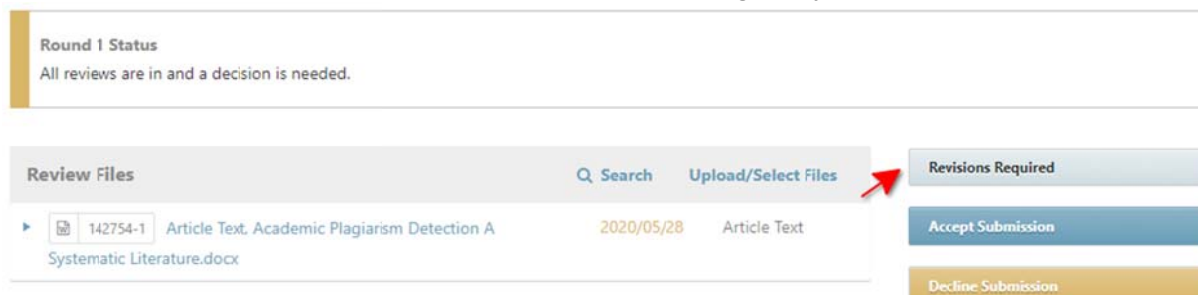 Round 1 Status
All reviews are in and a decision is needed.
Review Files
Search
Upload/Select Files
142754-1 Article Text, Academic Plagiarism Detection A
Systematic Literature.docx
2020/05/28
Article Text
Revisions Required
Accept Submission
Decline Submission